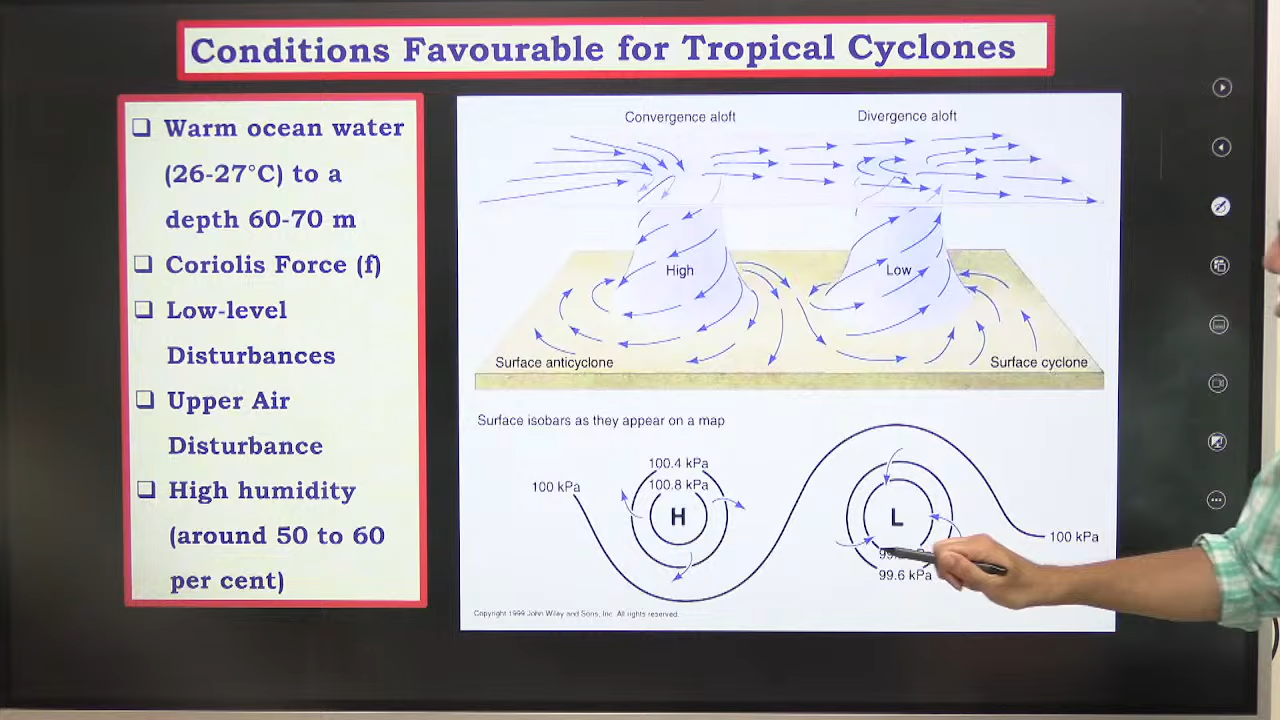 Conditions Favourable for Tropical Cyclones
❑ Warm ocean water
(26-27°C) to a
depth 60-70 m
❑ Coriolis Force (f)
❑ Low-level
Disturbances
❑ Upper Air
Disturbance
❑ High humidity
(around 50 to 60
per cent)
Convergence aloft
Divergence aloft
High
Low
Surface anticyclone
Surface cyclone
Surface isobars as they appear on a map
100 kPa
100.4 kPa
100.8 kPa
H
L
99.6 kPa
100 kPa
Copyright 1999 John Wiley and Sons, Inc. All rights reserved.